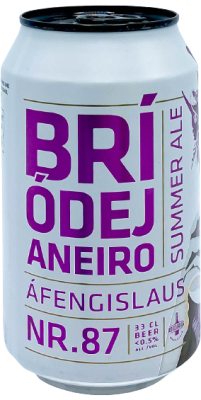 BRÍ
ÓDEJ
ANEIRO
SUMMER ALE
ÁFENGISLAUS
NR.87
33 CL
BEER
<0.5%